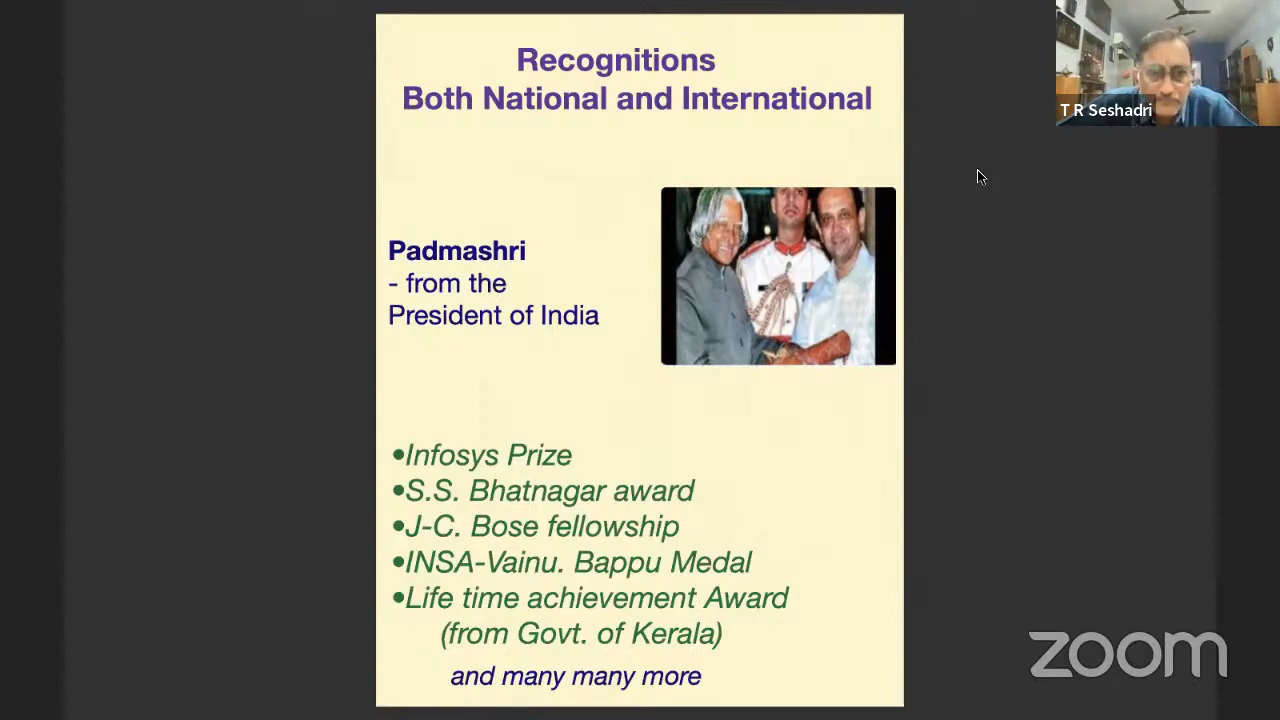 Recognitions
Both National and International
T R Seshadri
Padmashri
- from the
President of India
•Infosys Prize
•S.S. Bhatnagar award
•J-C. Bose fellowship
•INSA-Vainu. Bappu Medal
•Life time achievement Award
(from Govt. of Kerala)
and many many more
zoom